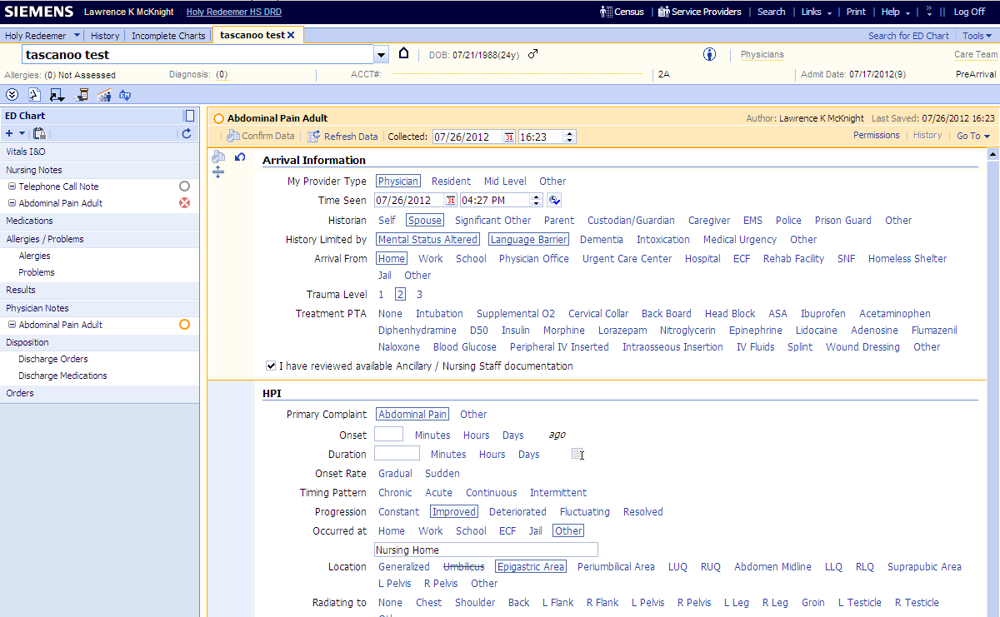 SIEMENS Lawrence K McKnight Holy Redeemer HS DRD Census Service Providers Search Links Print Help Log Off
Holy Redeemer History Incomplete Charts tascanoo test Search for ED Chart Tools
tascanoo test DOB: 07/21/1988(24y) Physicians Care Team
Allergies: (0) Not Assessed Diagnosis: (0) ACCT#: 2A Admit Date: 07/17/2012(9) PreArrival
ED Chart
Vitals I&O
Nursing Notes
Telephone Call Note
Abdominal Pain Adult
Medications
Allergies / Problems
Alergies
Problems
Results
Physician Notes
Abdominal Pain Adult
Disposition
Discharge Orders
Discharge Medications
Orders
Abdominal Pain Adult Author: Lawrence K McKnight Last Saved: 07/26/2012 16:23
Confirm Data Refresh Data Collected: 07/26/2012 31 16:23 Permissions History Go To
Arrival Information
My Provider Type Physician Resident Mid Level Other
Time Seen 07/26/2012 31 04:27 PM
Historian Self Spouse Significant Other Parent Custodian/Guardian Caregiver EMS Police Prison Guard Other
History Limited by Mental Status Altered Language Barrier Dementia Intoxication Medical Urgency Other
Arrival From Home Work School Physician Office Urgent Care Center Hospital ECF Rehab Facility SNF Homeless Shelter
Jail Other
Trauma Level 1 2 3
Treatment PTA None Intubation Supplemental O2 Cervical Collar Back Board Head Block ASA Ibuprofen Acetaminophen
Diphenhydramine D50 Insulin Morphine Lorazepam Nitroglycerin Epinephrine Lidocaine Adenosine Flumazenil
Naloxone Blood Glucose Peripheral IV Inserted Intraosseous Insertion IV Fluids Splint Wound Dressing Other
I have reviewed available Ancillary / Nursing Staff documentation
HPI
Primary Complaint Abdominal Pain Other
Onset Minutes Hours Days ago
Duration Minutes Hours Days
Onset Rate Gradual Sudden
Timing Pattern Chronic Acute Continuous Intermittent
Progression Constant Improved Deteriorated Fluctuating Resolved
Occurred at Home Work School ECF Jail Other
Nursing Home
Location Generalized Umbilicus Epigastric Area Periumbilical Area LUQ RUQ Abdomen Midline LLQ RLQ Suprapubic Area
L Pelvis R Pelvis Other
Radiating to None Chest Shoulder Back L Flank R Flank L Pelvis R Pelvis L Leg R Leg Groin L Testicle R Testicle